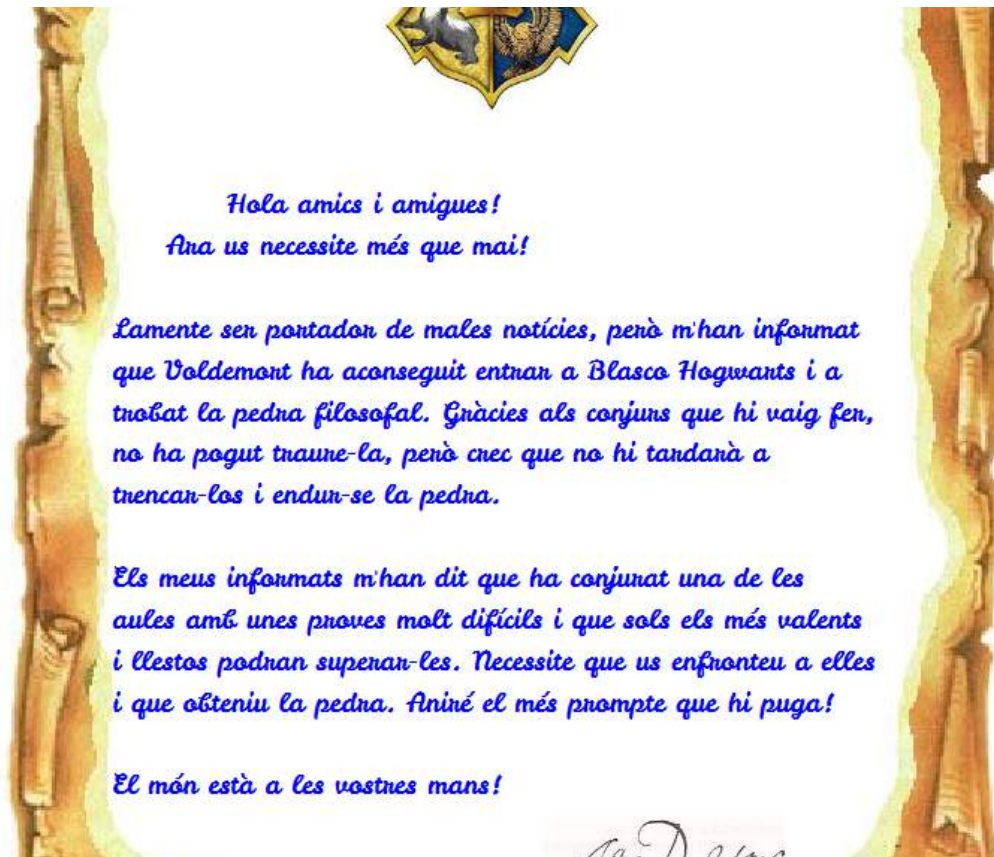 Hola amics i amigues!
Ara us necessite més que mai!
Lamente ser portador de males notícies, però m'han informat
que Voldemort ha aconseguit entrar a Blasco Hogwarts i a
trobat la pedra filosofal. Gràcies als conjurs que hi vaig fer,
no ha pogut traure-la, però crec que no hi tardarà a
trencar-los i endur-se la pedra.
Els meus informats m'han dit que ha conjurat una de les
aules amb unes proves molt difícils i que sols els més valents
i llestos podran superar-les. Necessite que us enfronteu a elles
i que obteniu la pedra. Aniré el més prompte que hi puga!
El món està a les vostres mans!